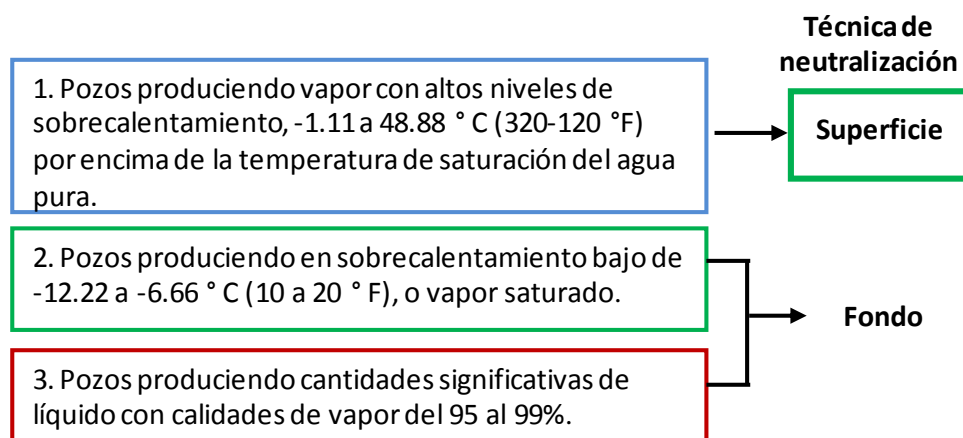 Técnica de
neutralización
1. Pozos produciendo vapor con altos niveles de
sobrecalentamiento, -1.11 a 48.88 ° C (320-120 °F)
por encima de la temperatura de saturación del agua
pura.
Superficie
2. Pozos produciendo en sobrecalentamiento bajo de
-12.22 a -6.66 ° C (10 a 20 ° F), o vapor saturado.
Fondo
3. Pozos produciendo cantidades significativas de
líquido con calidades de vapor del 95 al 99%.